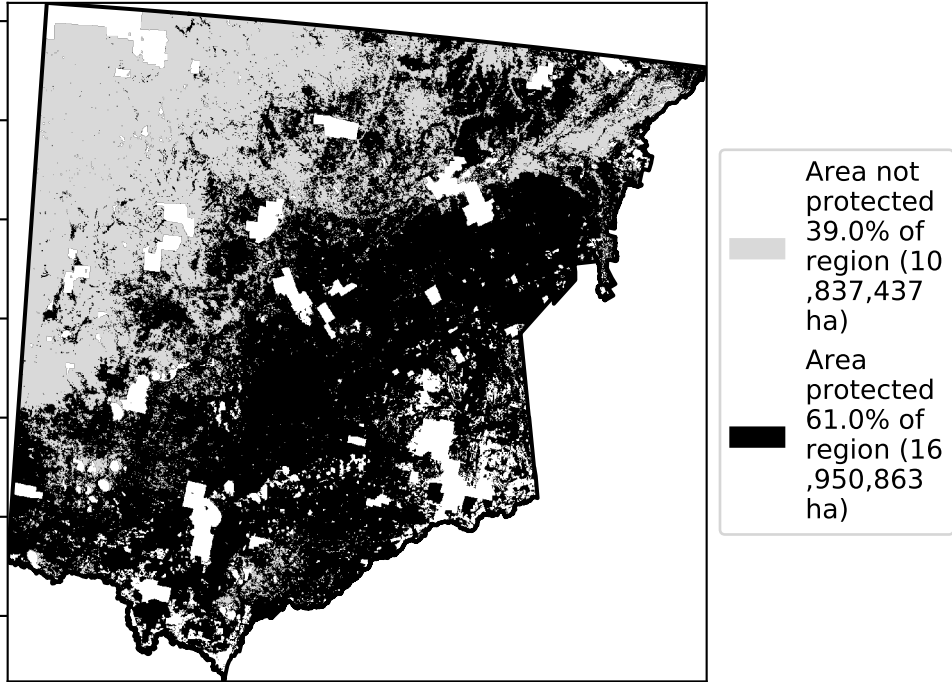 Area not
protected
39.0% of
region (10
,837,437
ha)
Area
protected
61.0% of
region (16
,950,863
ha)